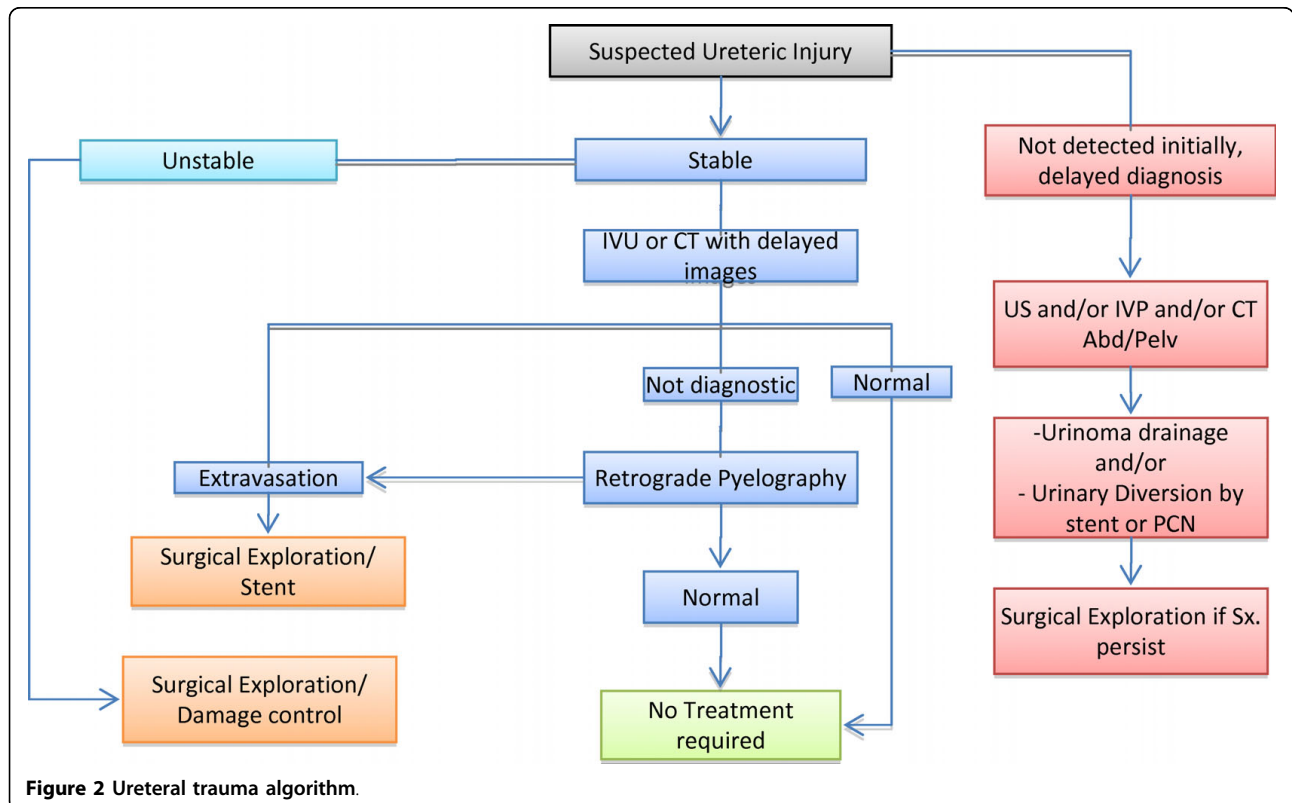 Suspected Ureteric Injury
Unstable
Stable
Not detected initially,
delayed diagnosis
IVU or CT with delayed
images
US and/or IVP and/or CT
Abd/Pelv
Not diagnostic
Normal
-Urinoma drainage
and/or
- Urinary Diversion by
stent or PCN
Extravasation
Retrograde Pyelography
Surgical Exploration/
Stent
Normal
Surgical Exploration if Sx.
persist
Surgical Exploration/
Damage control
No Treatment
required
Figure 2 Ureteral trauma algorithm.